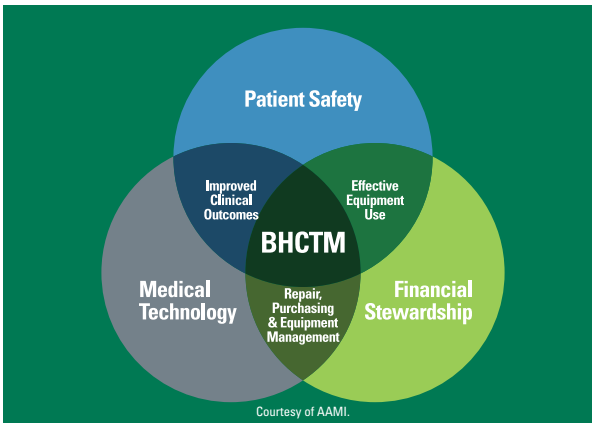 Patient Safety
Improved
Clinical
Outcomes
Effective
Equipment
Use
BHCTM
Medical
Technology
Repair,
Purchasing
& Equipment
Management
Financial
Stewardship
Courtesy of AAMI.